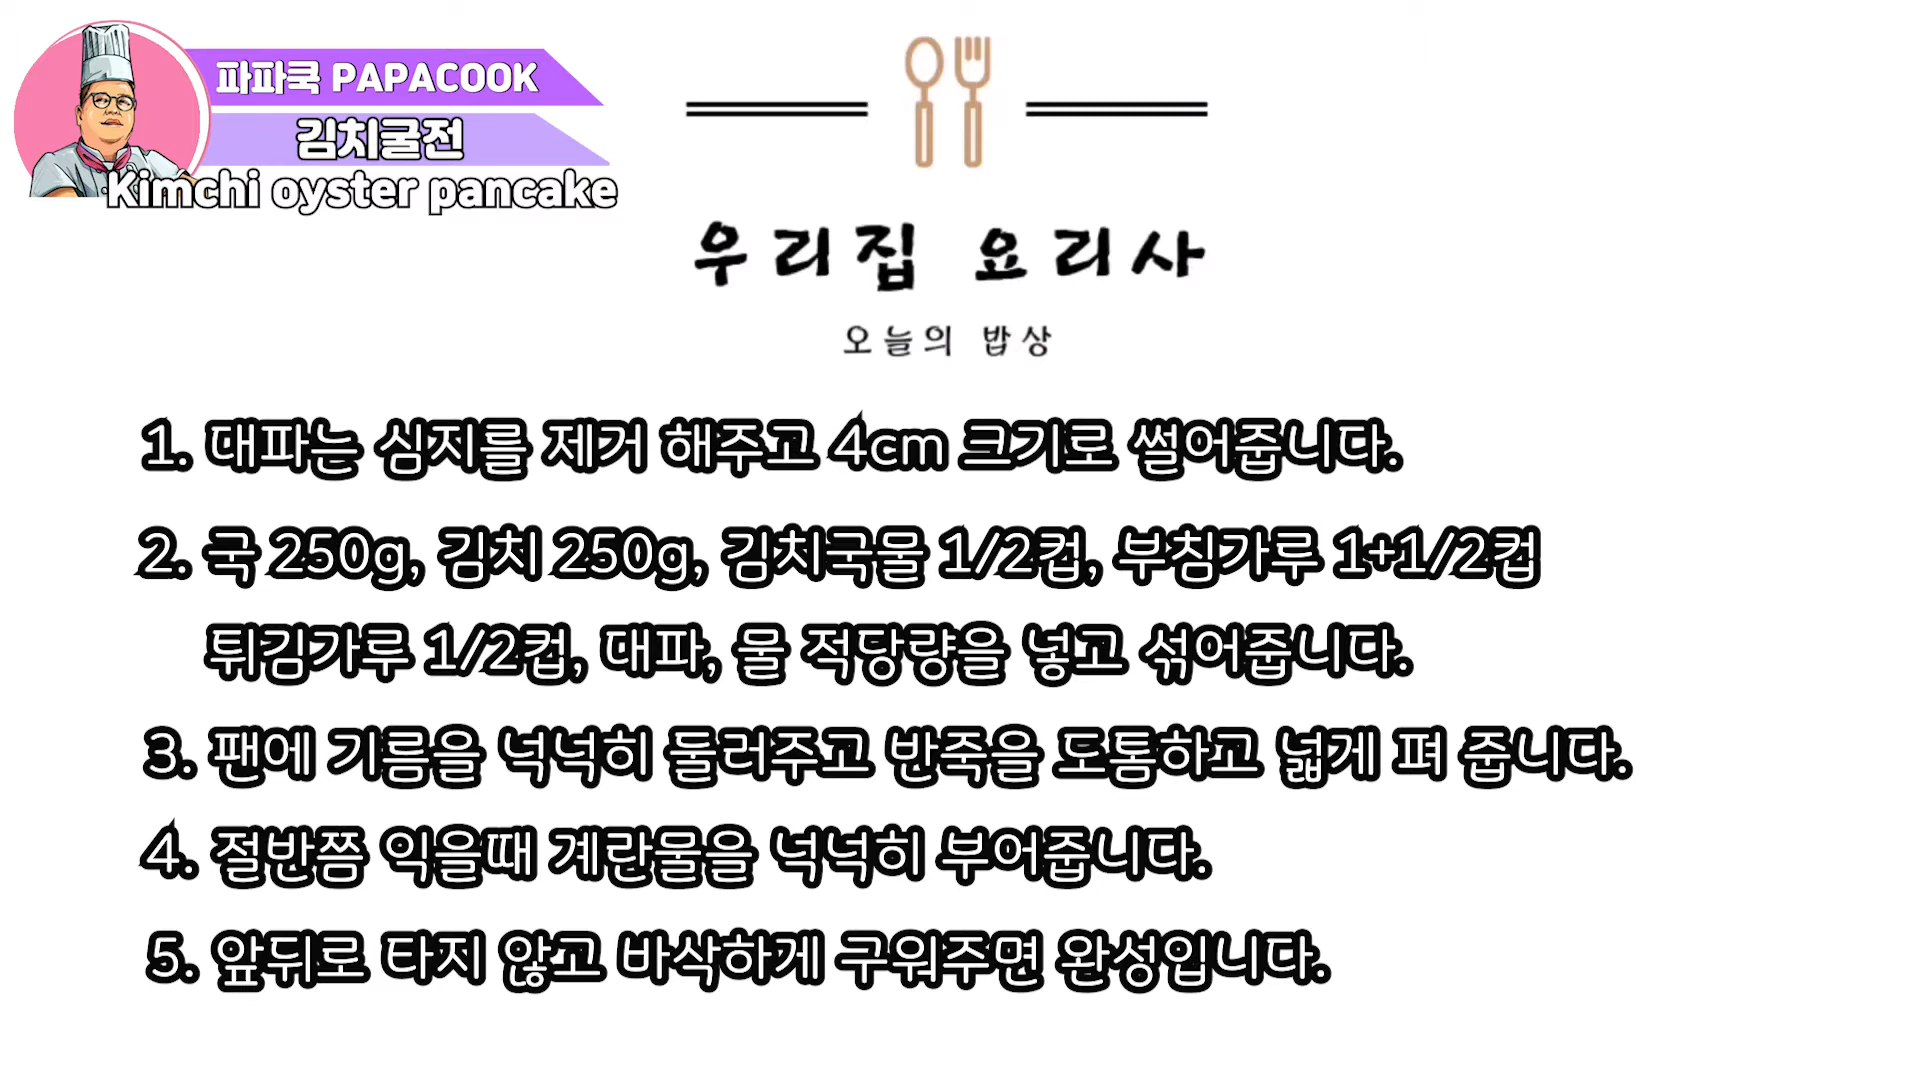 파파쿡 PAPACOOK
김치굴전
Kimchi oyster pancake
우리집 요리사
오늘의 밥상
1. 대파는 심지를 제거 해주고 4cm 크기로 썰어줍니다.
2. 국 250g, 김치 250g, 김치국물 1/2컵, 부침가루 1+1/2컵
튀김가루 1/2컵, 대파, 물 적당량을 넣고 섞어줍니다.
3. 팬에 기름을 넉넉히 둘러주고 반죽을 도톰하고 넓게 펴 줍니다.
4. 절반쯤 익을때 계란물을 넉넉히 부어줍니다.
5. 앞뒤로 타지 않고 바삭하게 구워주면 완성입니다.